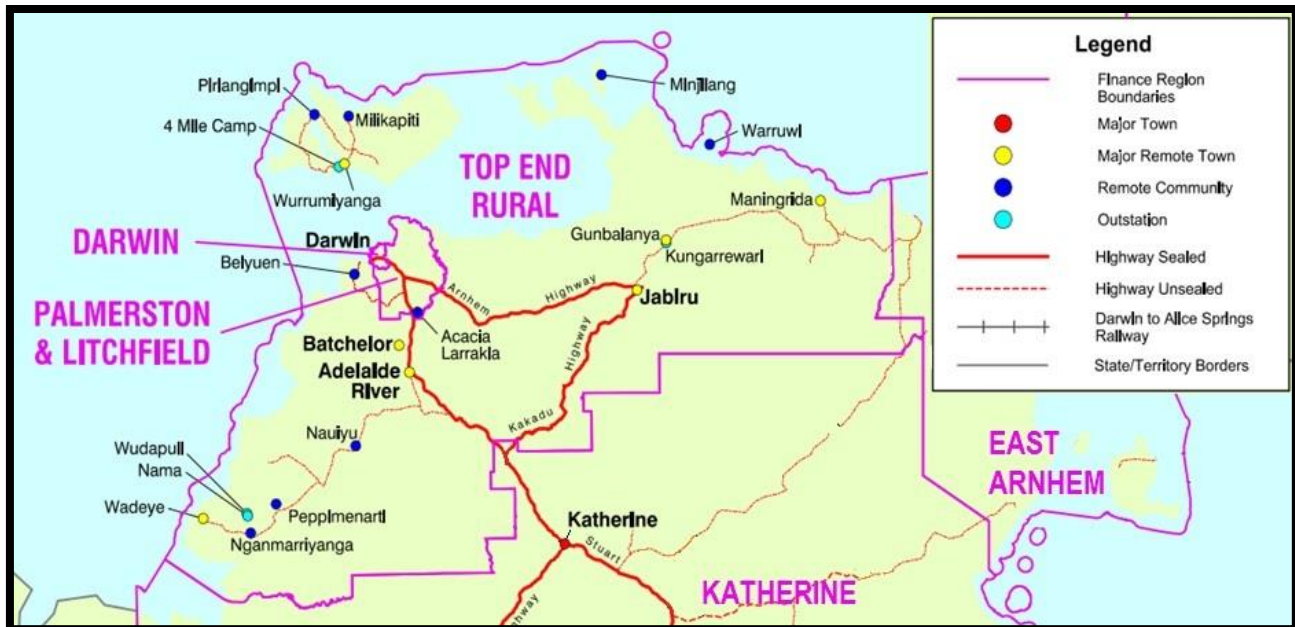 Legend
Finance Region
Boundaries
Major Town
Major Remote Town
Remote Community
Outstation
Highway Sealed
Highway Unsealed
Darwin to Alice Springs
Railway
State/Territory Borders
Pirlangimpi
Milikapiti
4 Mile Camp
Wurrumiyanga
Minjilang
Warruwi
TOP END
RURAL
Maningrida
DARWIN
Darwin
Gunbalanya
Kungarrewarl
Belyuen
Arnhem
Highway
Jabiru
PALMERSTON
& LITCHFIELD
Acacia
Larrakia
Batchelor
Adelaide
River
Highway
Kakadu
Nauiyu
Wudapuli
Nama
Wadeye
Peppimenarti
Nganmarriyanga
EAST
ARNHEM
Katherine
Stuart
KATHERINE
Highway